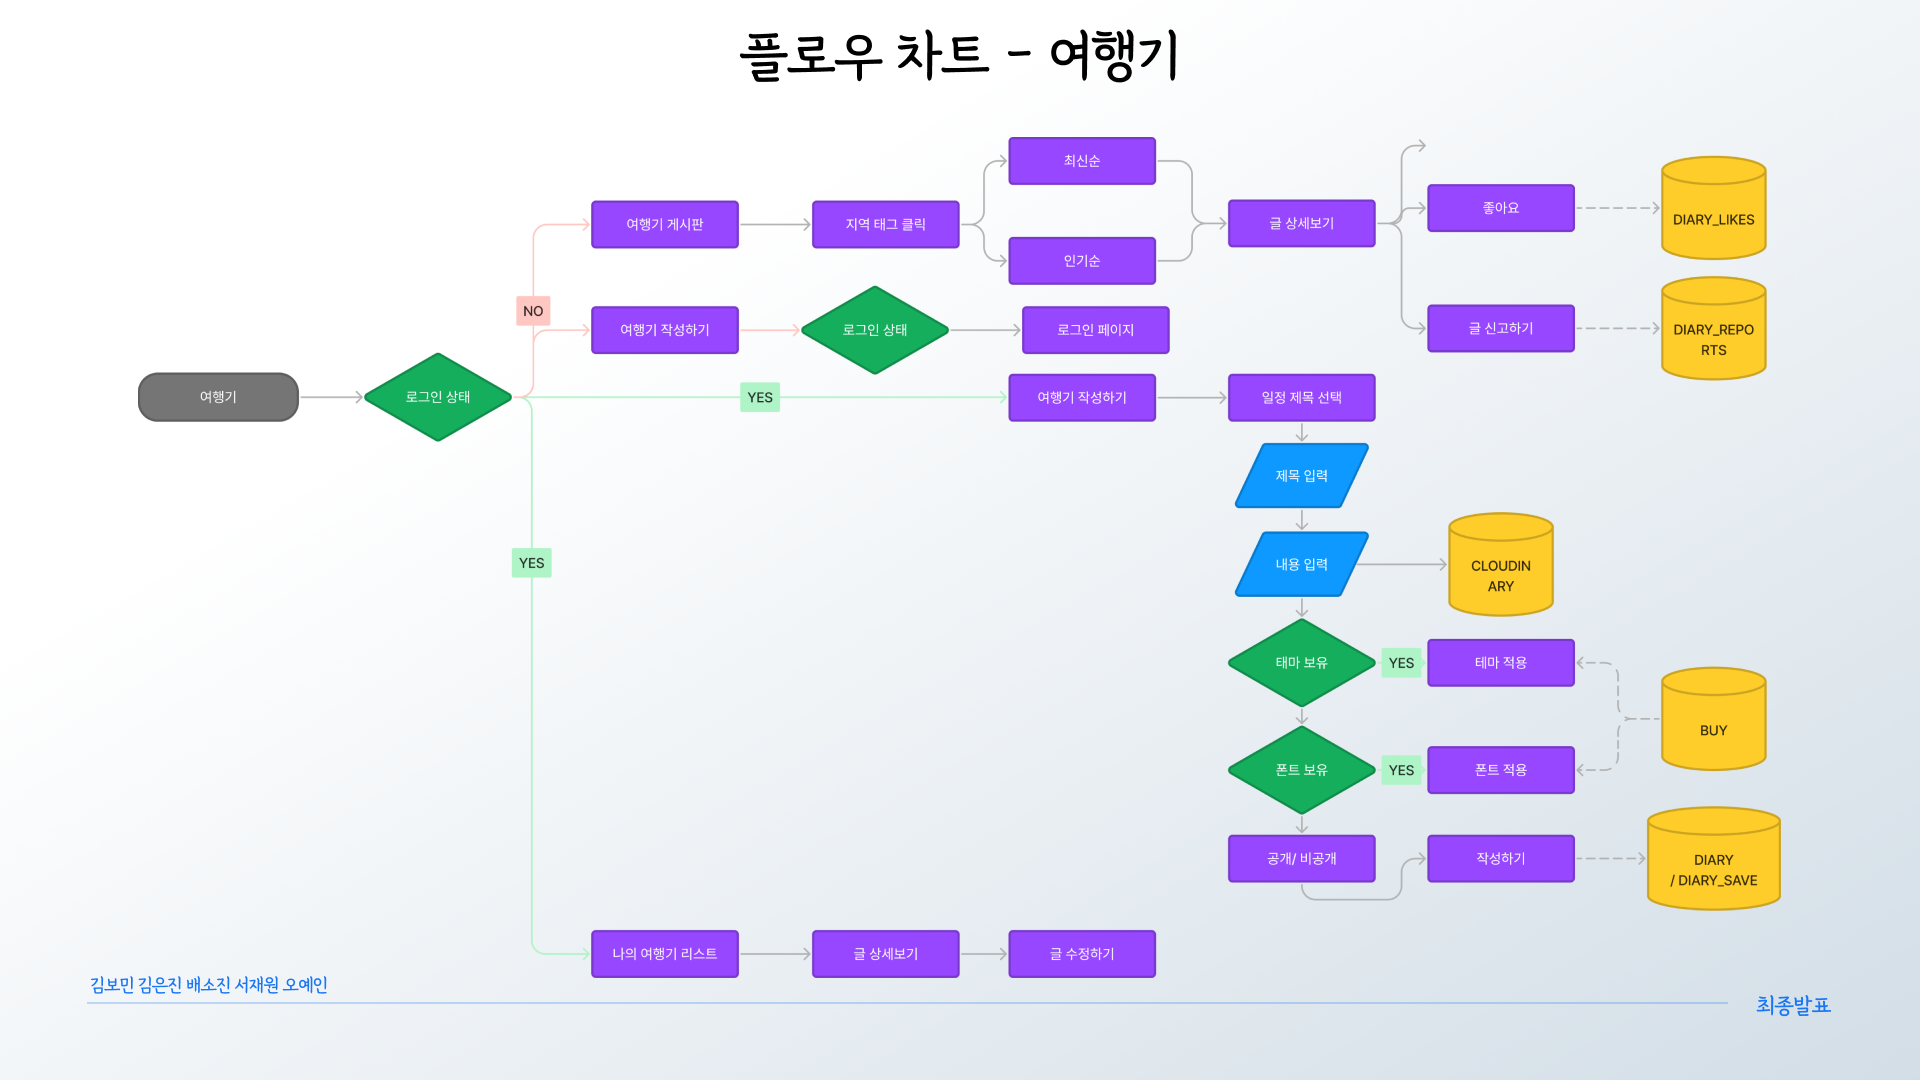 플로우 차트 - 여행기
최신순
여행기 게시판
지역 태그 클릭
인기순
글 상세보기
좋아요
DIARY_LIKES
NO
여행기 작성하기
로그인 상태
로그인 페이지
글 신고하기
DIARY_REPO
RTS
여행기
로그인 상태
YES
여행기 작성하기
일정 제목 선택
제목 입력
YES
내용 입력
CLOUDIN
ARY
태마 보유
YES
테마 적용
BUY
폰트 보유
YES
폰트 적용
공개/ 비공개
작성하기
DIARY
/ DIARY_SAVE
나의 여행기 리스트
글 상세보기
글 수정하기
김보민 김은진 배소진 서재원 오예인
최종발표